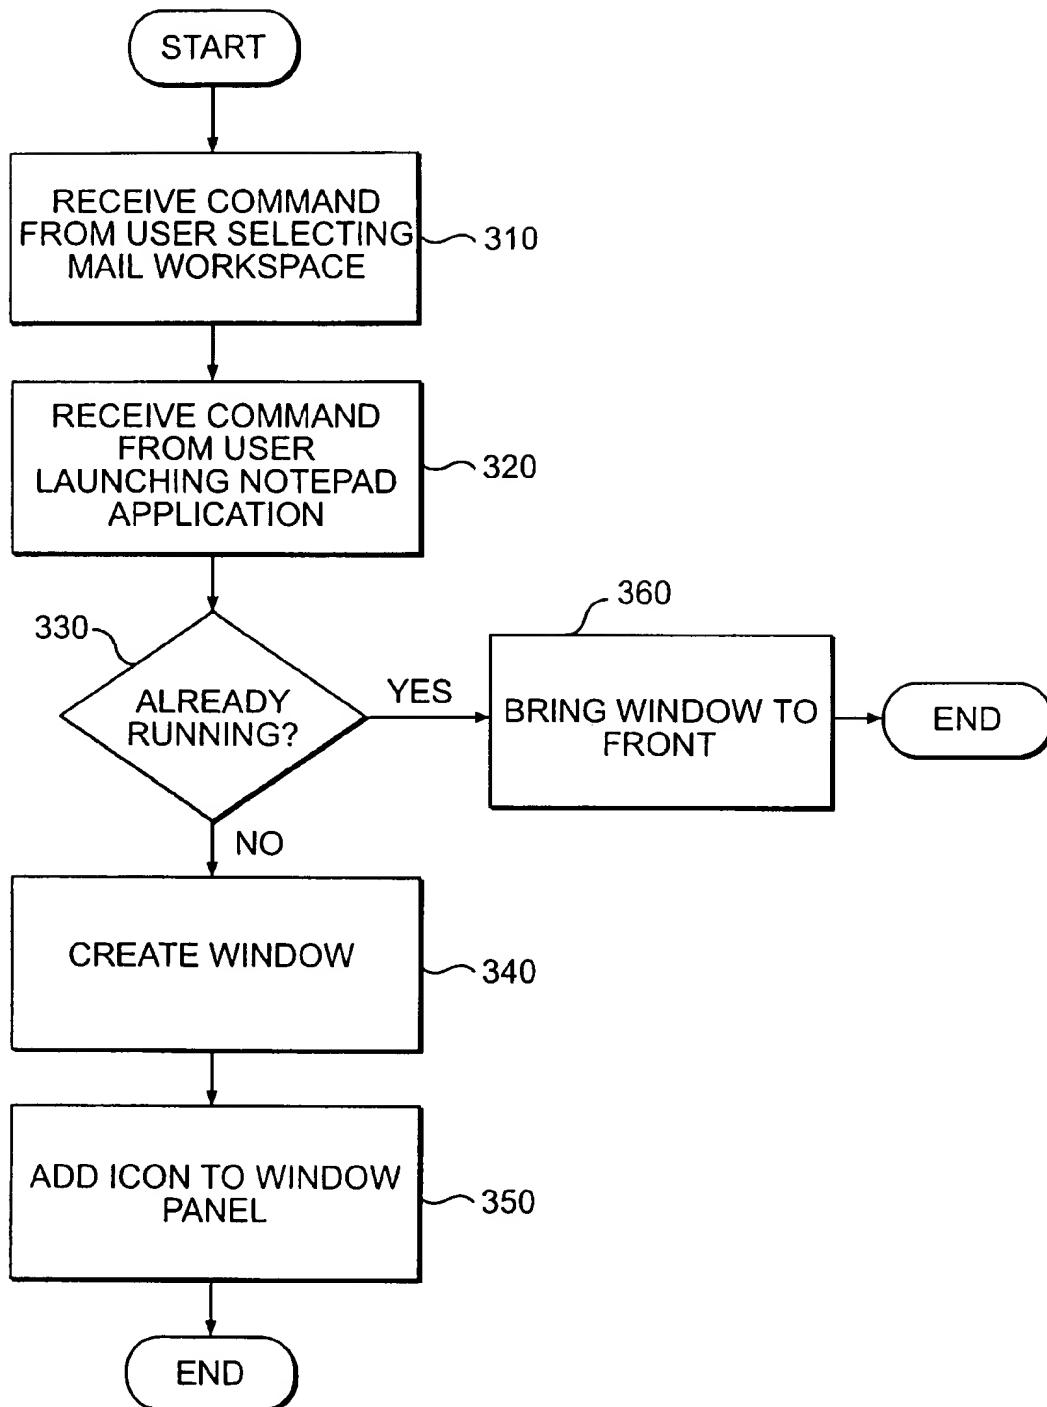 START
RECEIVE COMMAND
FROM USER SELECTING
MAIL WORKSPACE
310
RECEIVE COMMAND
FROM USER
LAUNCHING NOTEPAD
APPLICATION
320
330
ALREADY
RUNNING?
YES
360
BRING WINDOW TO
FRONT
END
NO
CREATE WINDOW
340
ADD ICON TO WINDOW
PANEL
350
END